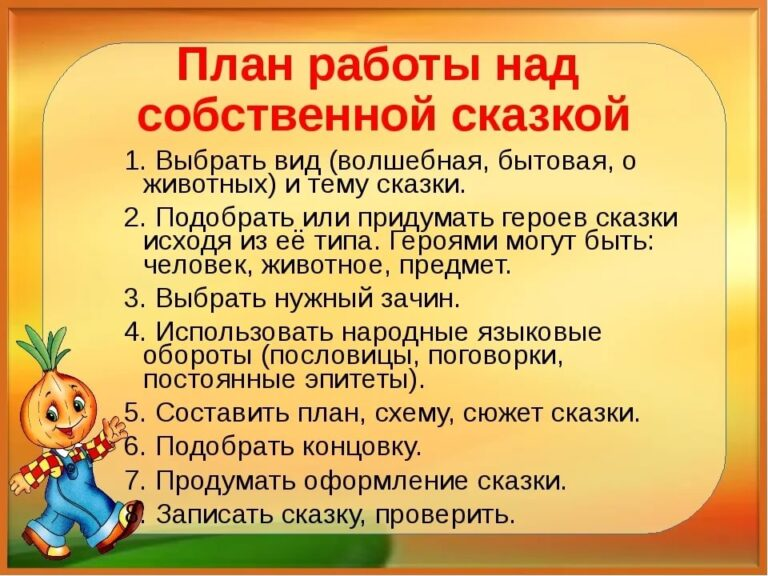 План работы над
собственной сказкой
1. Выбрать вид (волшебная, бытовая, о
животных) и тему сказки.
2. Подобрать или придумать героев сказки
исходя из её типа. Героями могут быть:
человек, животное, предмет.
3. Выбрать нужный зачин.
4. Использовать народные языковые
обороты (пословицы, поговорки,
постоянные эпитеты).
5. Составить план, схему, сюжет сказки.
6. Подобрать концовку.
7. Продумать оформление сказки.
8. Записать сказку, проверить.